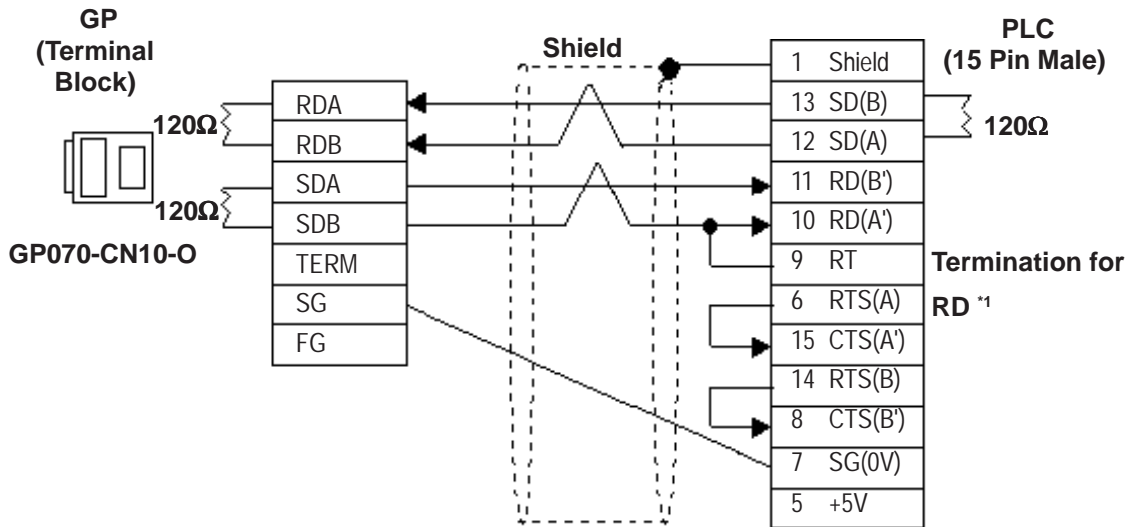 GP
(Terminal
Block)
120Ω
120Ω
GP070-CN10-O
RDA
RDB
SDA
SDB
TERM
SG
FG
Shield
PLC
(15 Pin Male)
1 Shield
13 SD(B)
12 SD(A)
11 RD(B')
10 RD(A')
9 RT
6 RTS(A)
15 CTS(A')
14 RTS(B)
8 CTS(B')
7 SG(0V)
5 +5V
120Ω
Termination for
RD *1